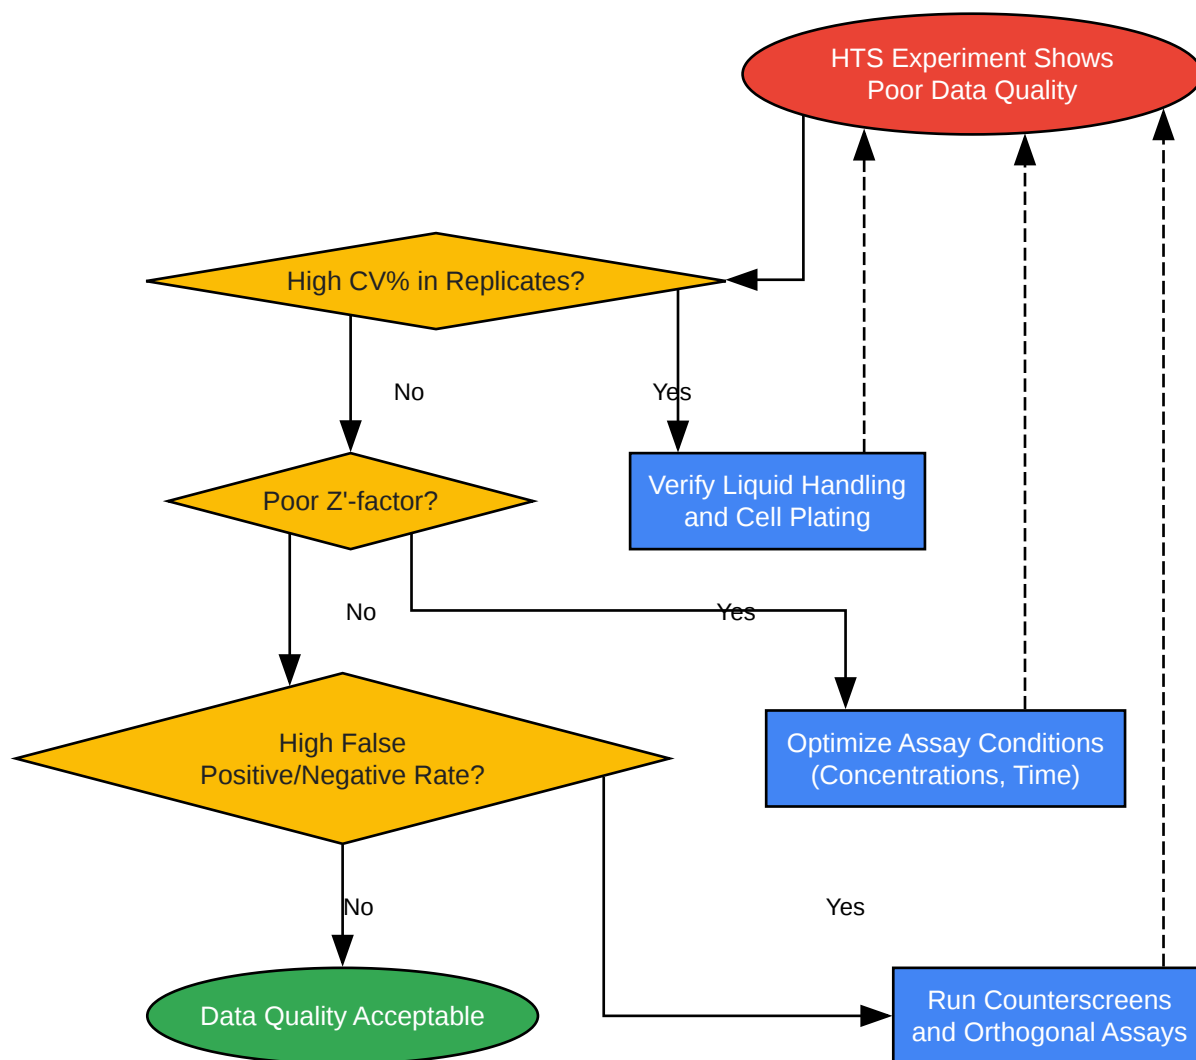 HTS Experiment Shows
Poor Data Quality
High CV% in Replicates?
No
Yes
Verify Liquid Handling
and Cell Plating
Poor Z'-factor?
No
Yes
Optimize Assay Conditions
(Concentrations, Time)
High False
Positive/Negative Rate?
No
Yes
Data Quality Acceptable
Run Counterscreens
and Orthogonal Assays